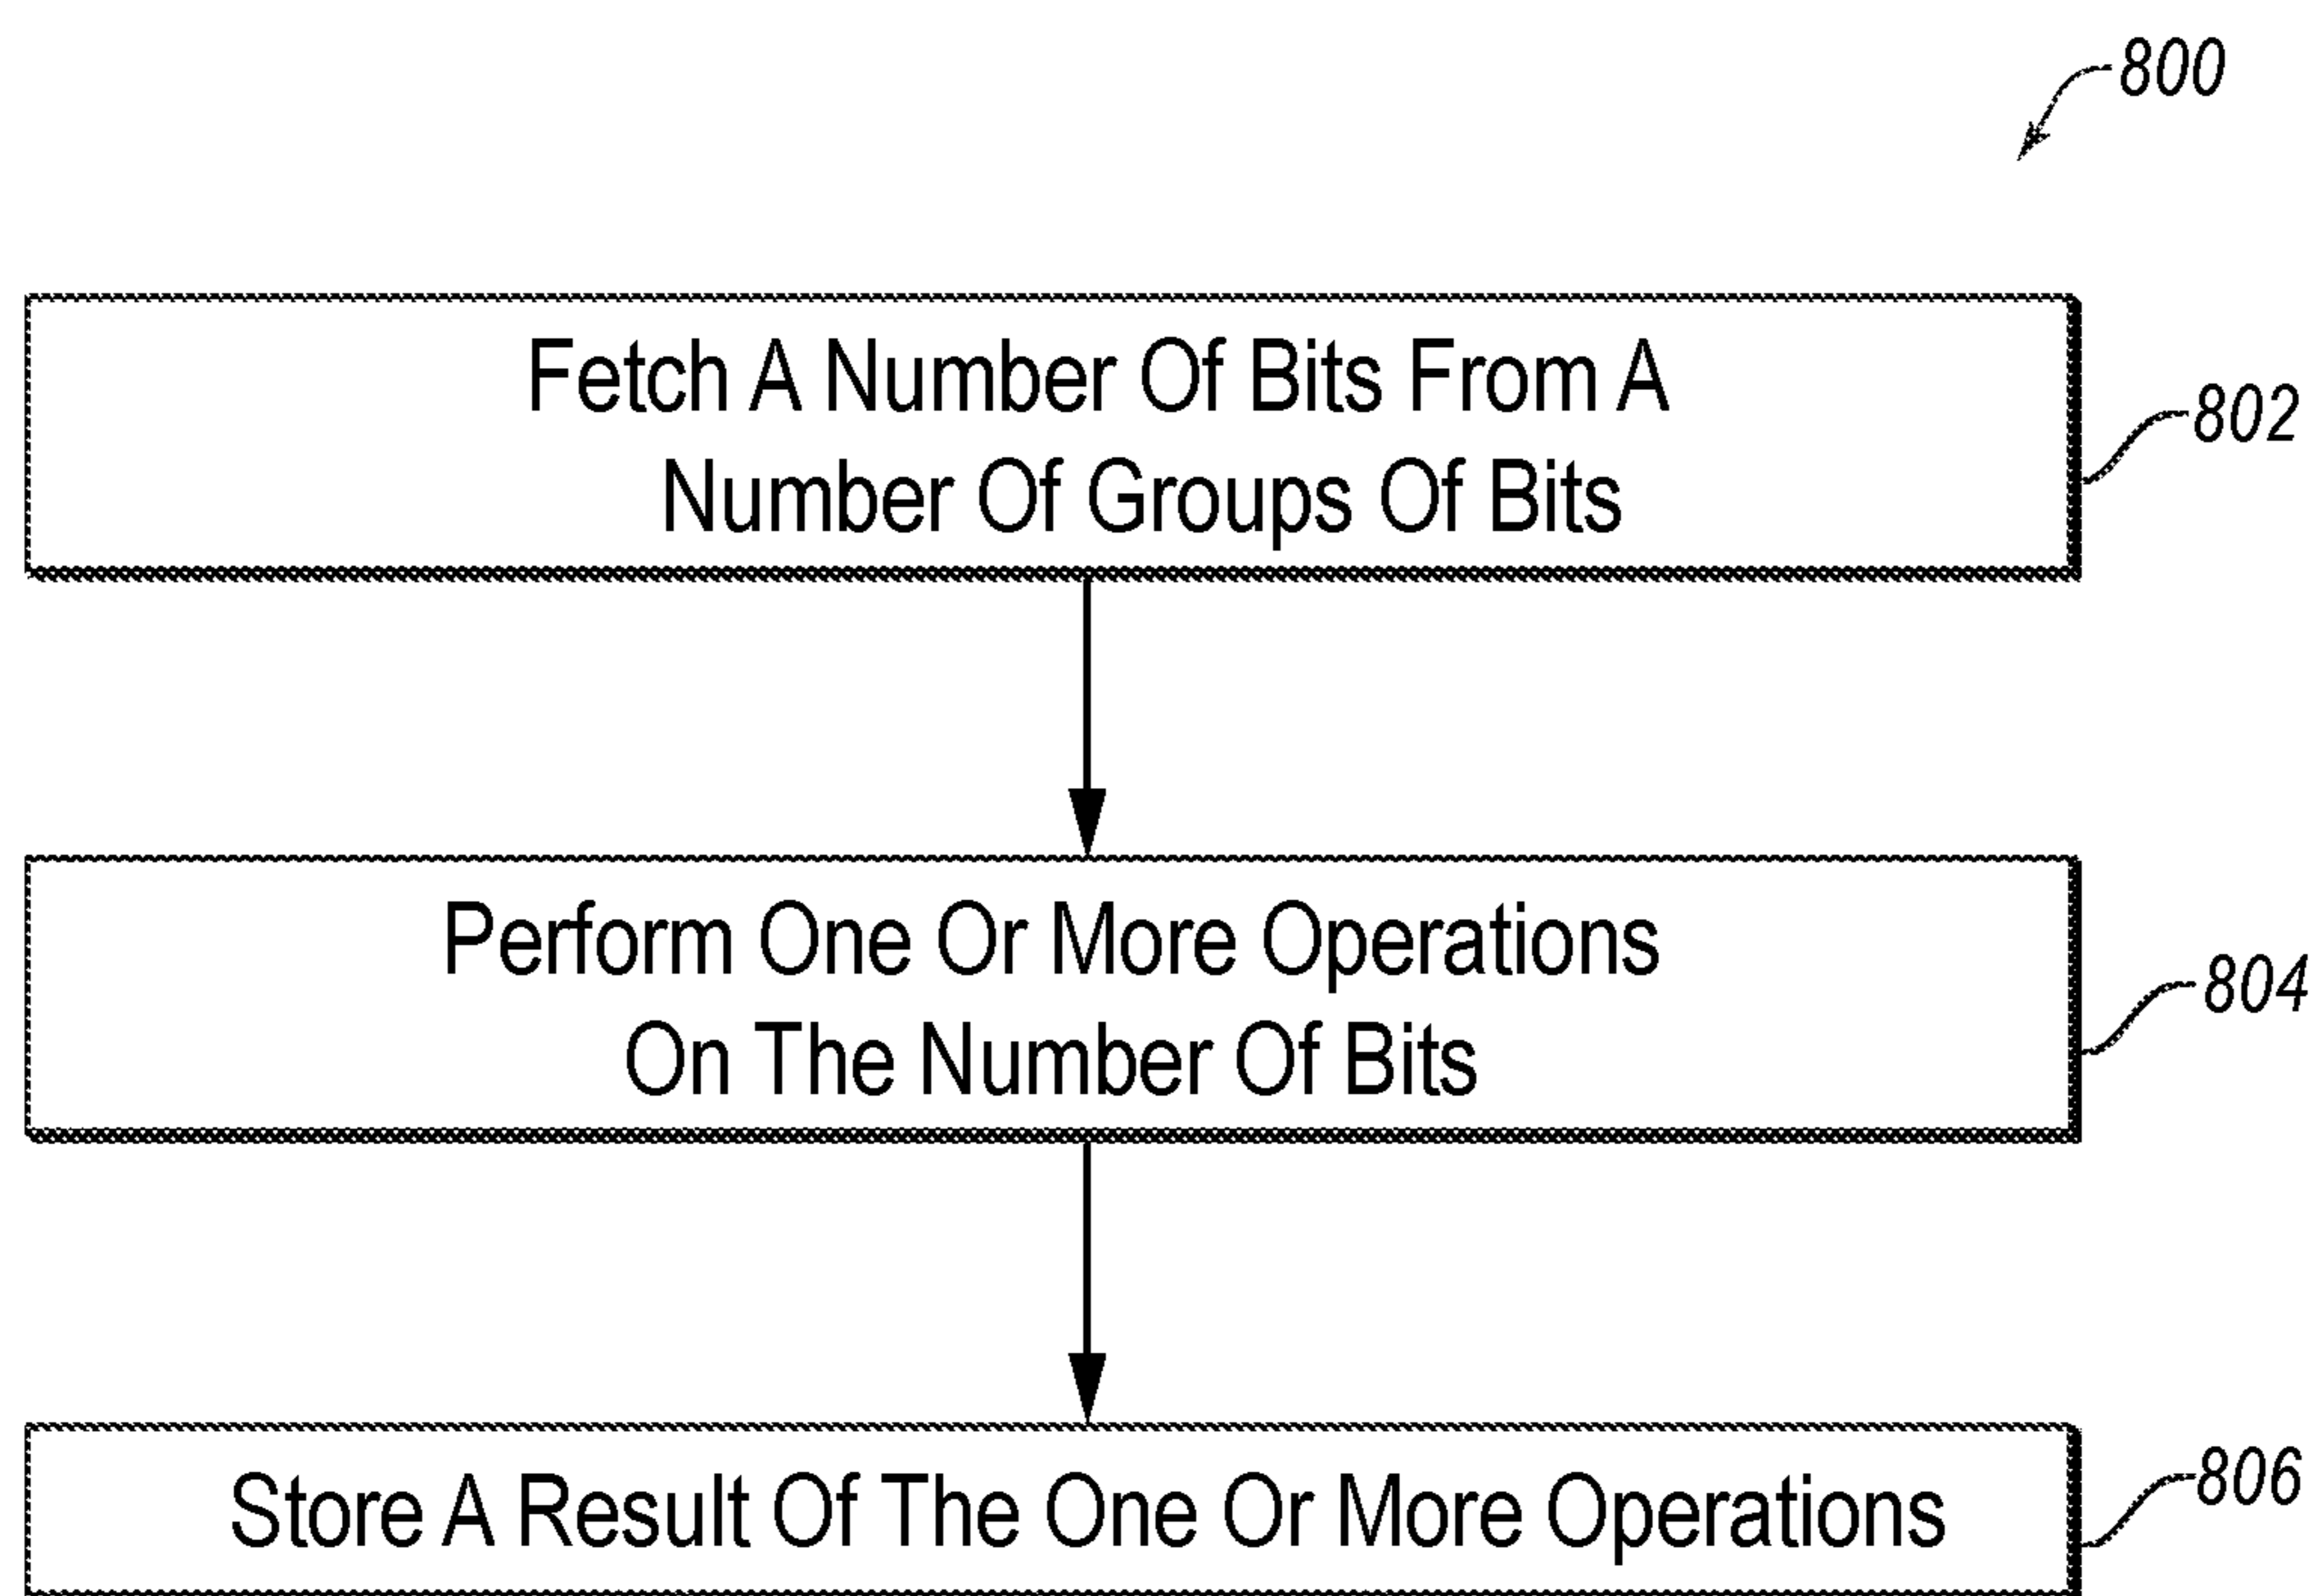 800
Fetch A Number Of Bits From A
Number Of Groups Of Bits
802
Perform One Or More Operations
On The Number Of Bits
804
Store A Result Of The One Or More Operations
806